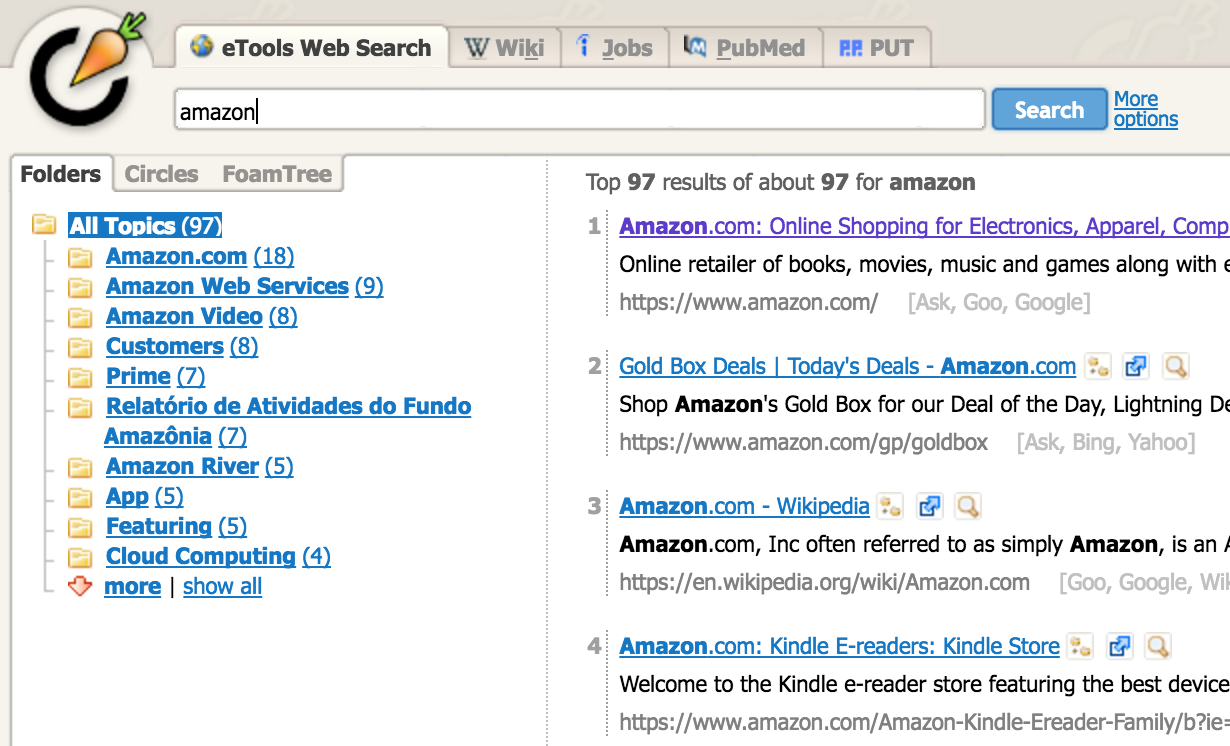 eTools Web Search Wiki Jobs PubMed P.P. PUT
amazon Search More options
Folders Circles FoamTree
All Topics (97)
Amazon.com (18)
Amazon Web Services (9)
Amazon Video (8)
Customers (8)
Prime (7)
Relatório de Atividades do Fundo
Amazônia (7)
Amazon River (5)
App (5)
Featuring (5)
Cloud Computing (4)
more | show all
Top 97 results of about 97 for amazon
1 Amazon.com: Online Shopping for Electronics, Apparel, Comp
Online retailer of books, movies, music and games along with e
https://www.amazon.com/ [Ask, Goo, Google]
2 Gold Box Deals | Today's Deals - Amazon.com
Shop Amazon's Gold Box for our Deal of the Day, Lightning De
https://www.amazon.com/gp/goldbox [Ask, Bing, Yahoo]
3 Amazon.com - Wikipedia
Amazon.com, Inc often referred to as simply Amazon, is an A
https://en.wikipedia.org/wiki/Amazon.com [Goo, Google, Wik
4 Amazon.com: Kindle E-readers: Kindle Store
Welcome to the Kindle e-reader store featuring the best device
https://www.amazon.com/Amazon-Kindle-Ereader-Family/b?ie=